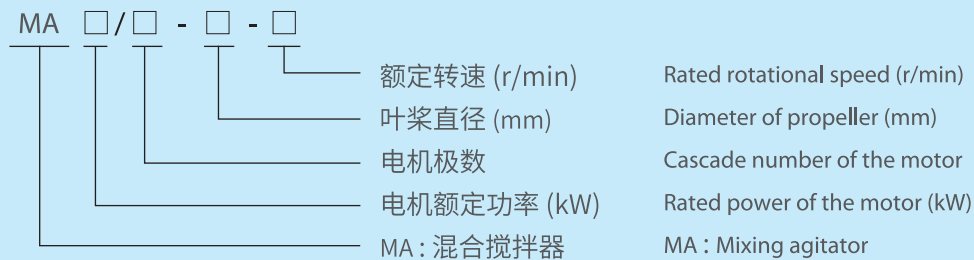 MA □/□ - □ - □
额定转速 (r/min) Rated rotational speed (r/min)
叶桨直径 (mm) Diameter of propeller (mm)
电机极数 Cascade number of the motor
电机额定功率 (kW) Rated power of the motor (kW)
MA : 混合搅拌器 MA : Mixing agitator